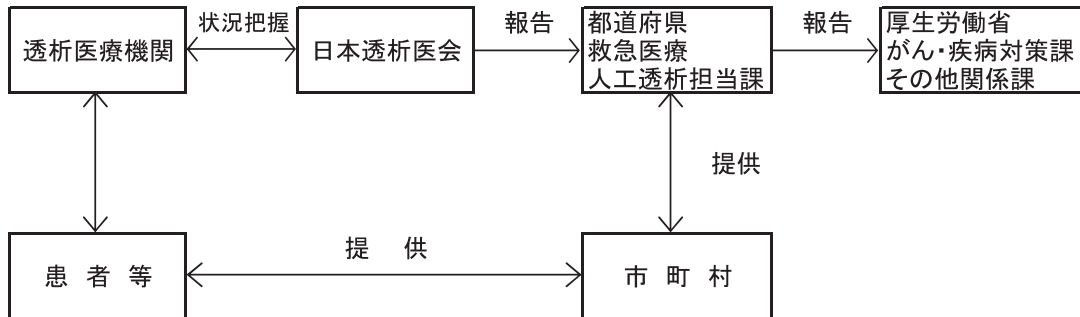 透析医療機関
状況把握
日本透析医会
報告
都道府県
救急医療
人工透析担当課
報告
厚生労働省
がん・疾病対策課
その他関係課
提供
患者等
提供
市町村